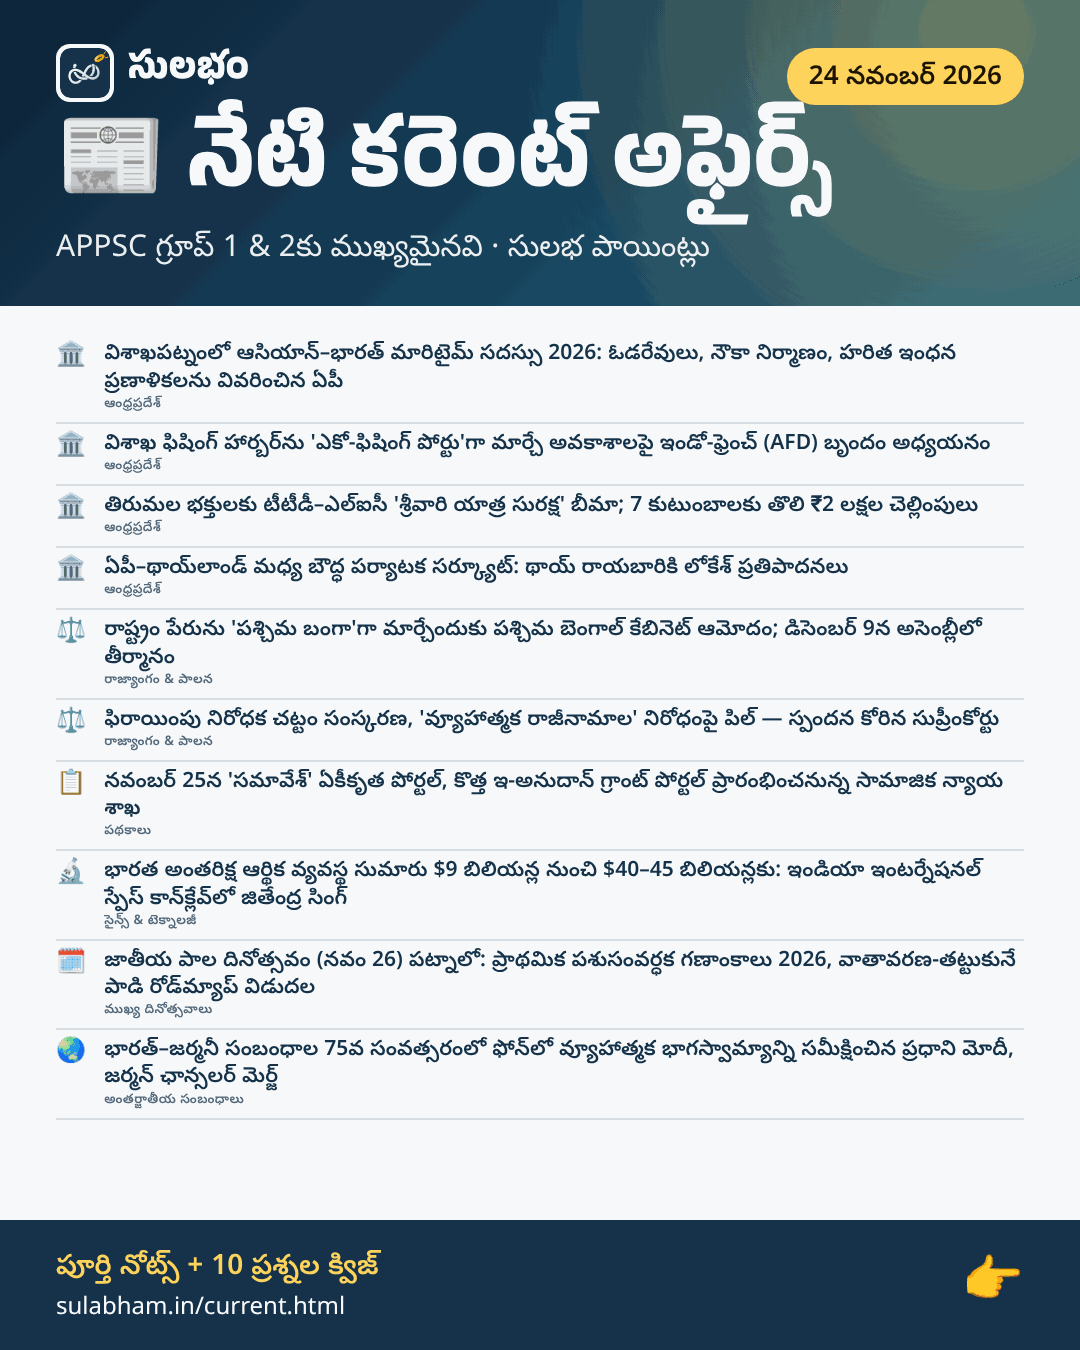 సులభం
24 నవంబర్ 2026
నేటి కరెంట్ అఫైర్స్
APPSC గ్రూప్ 1 & 2కు ముఖ్యమైనవి · సులభ పాయింట్లు
విశాఖపట్నంలో ఆసియాన్–భారత్ మారిటైమ్ సదస్సు 2026: ఓడరేవులు, నౌకా నిర్మాణం, హరిత ఇంధన
ప్రణాళికలను వివరించిన ఏపీ
ఆంధ్రప్రదేశ్
విశాఖ ఫిషింగ్ హార్బర్‌ను 'ఎకో-ఫిషింగ్ పోర్టు'గా మార్చే అవకాశాలపై ఇండో-ఫ్రెంచ్ (AFD) బృందం అధ్యయనం
ఆంధ్రప్రదేశ్
తిరుమల భక్తులకు టీటీడీ–ఎల్ఐసీ 'శ్రీవారి యాత్ర సురక్ష' బీమా; 7 కుటుంబాలకు తొలి ₹2 లక్షల చెల్లింపులు
ఆంధ్రప్రదేశ్
ఏపీ–థాయ్‌లాండ్ మధ్య బౌద్ధ పర్యాటక సర్క్యూట్: థాయ్ రాయబారికి లోకేశ్ ప్రతిపాదనలు
ఆంధ్రప్రదేశ్
రాష్ట్రం పేరును 'పశ్చిమ బంగా'గా మార్చేందుకు పశ్చిమ బెంగాల్ కేబినెట్ ఆమోదం; డిసెంబర్ 9న అసెంబ్లీలో
తీర్మానం
రాజ్యాంగం & పాలన
ఫిరాయింపు నిరోధక చట్టం సంస్కరణ, 'వ్యూహాత్మక రాజీనామాల' నిరోధంపై పిల్ — స్పందన కోరిన సుప్రీంకోర్టు
రాజ్యాంగం & పాలన
నవంబర్ 25న 'సమావేశ్' ఏకీకృత పోర్టల్, కొత్త ఇ-అనుదాన్ గ్రాంట్ పోర్టల్ ప్రారంభించనున్న సామాజిక న్యాయ
శాఖ
పథకాలు
భారత అంతరిక్ష ఆర్థిక వ్యవస్థ సుమారు $9 బిలియన్ల నుంచి $40–45 బిలియన్లకు: ఇండియా ఇంటర్నేషనల్
స్పేస్ కాన్‌క్లేవ్‌లో జితేంద్ర సింగ్
సైన్స్ & టెక్నాలజీ
జాతీయ పాల దినోత్సవం (నవం 26) పట్నాలో: ప్రాథమిక పశుసంవర్ధక గణాంకాలు 2026, వాతావరణ-తట్టుకునే
పాడి రోడ్‌మ్యాప్ విడుదల
ముఖ్య దినోత్సవాలు
భారత్–జర్మనీ సంబంధాల 75వ సంవత్సరంలో ఫోన్‌లో వ్యూహాత్మక భాగస్వామ్యాన్ని సమీక్షించిన ప్రధాని మోదీ,
జర్మన్ ఛాన్సలర్ మెర్జ్
అంతర్జాతీయ సంబంధాలు
పూర్తి నోట్స్ + 10 ప్రశ్నల క్విజ్
sulabham.in/current.html